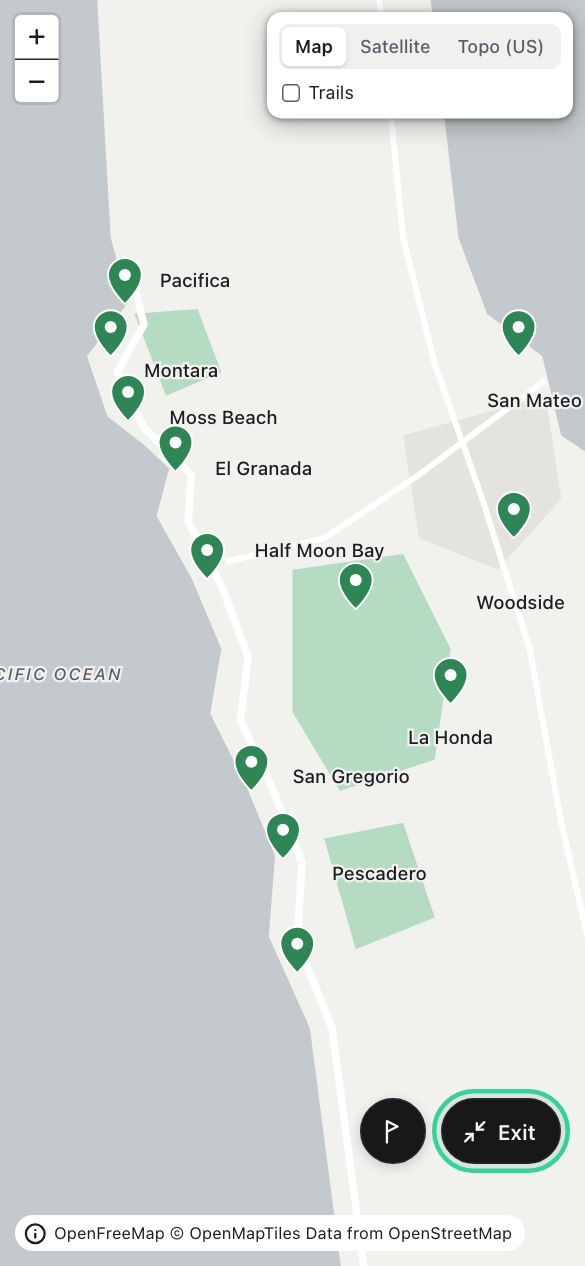 +
−
Map Satellite Topo (US)
Trails
Pacifica
Montara
Moss Beach
San Mateo
El Granada
Half Moon Bay
Woodside
CIFIC OCEAN
La Honda
San Gregorio
Pescadero
Exit
OpenFreeMap © OpenMapTiles Data from OpenStreetMap